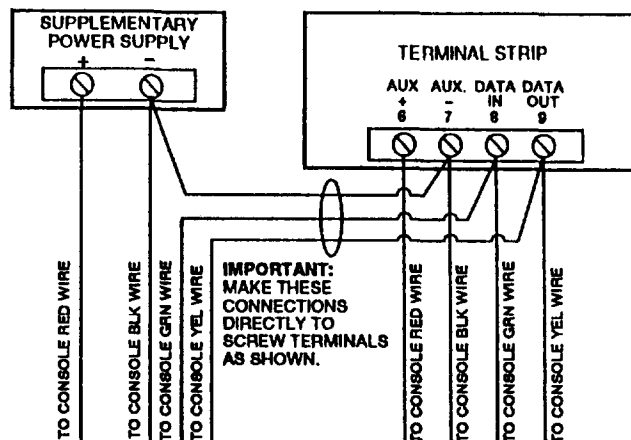 SUPPLEMENTARY
POWER SUPPLY
+ −
TERMINAL STRIP
AUX AUX. DATA DATA
+ − IN OUT
6 7 8 9
TO CONSOLE RED WIRE
TO CONSOLE BLK WIRE
TO CONSOLE GRN WIRE
TO CONSOLE YEL WIRE
IMPORTANT:
MAKE THESE
CONNECTIONS
DIRECTLY TO
SCREW TERMINALS
AS SHOWN.
TO CONSOLE RED WIRE
TO CONSOLE BLK WIRE
TO CONSOLE GRN WIRE
TO CONSOLE YEL WIRE